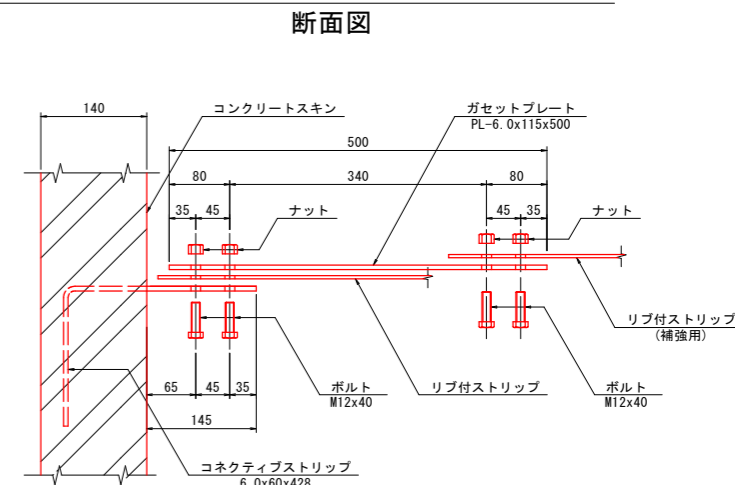 断面図
140
コンクリートスキン
ガセットプレート
PL-6.0x115x500
500
80
340
80
35
45
45
35
ナット
ナット
リブ付ストリップ
(補強用)
65
45
35
ボルト
M12x40
リブ付ストリップ
ボルト
M12x40
145
コネクティブストリップ
6.0x60x428